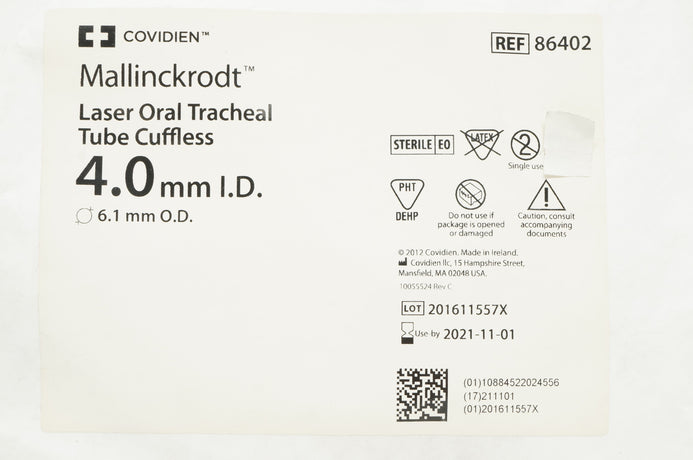 COVIDIEN™
REF 86402
Mallinckrodt™
Laser Oral Tracheal
Tube Cuffless
4.0 mm I.D.
6.1 mm O.D.
STERILE EO
LATEX
2
Single use
PHT
DEHP
Do not use if
package is opened
or damaged
Caution, consult
accompanying
documents
© 2012 Covidien. Made in Ireland.
Covidien llc, 15 Hampshire Street,
Mansfield, MA 02048 USA.
10055524 Rev C
LOT 201611557X
Use by 2021-11-01
(01)10884522024556
(17)211101
(01)201611557X